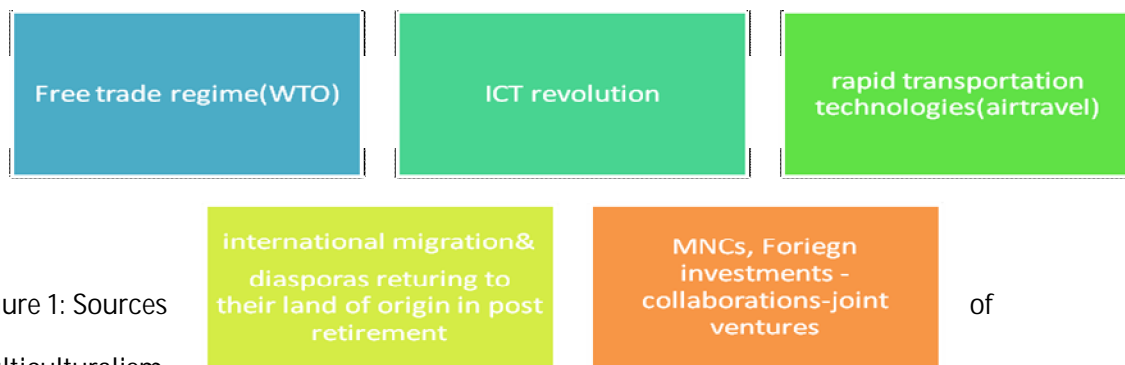 Free trade regime(WTO)
ICT revolution
rapid transportation
technologies(airtravel)
international migration&
diasporas returing to
their land of origin in post
retirement
MNCs, Foriegn
investments -
collaborations-joint
ventures
ure 1: Sources
of